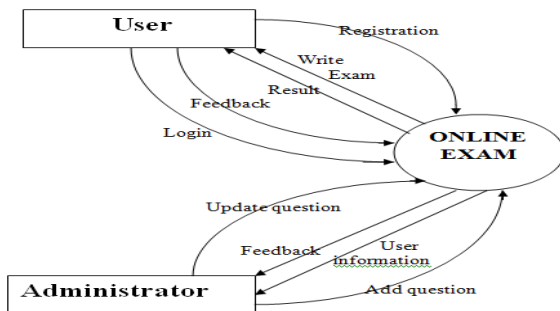 User
Registration
Write
Exam
Result
Feedback
Login
ONLINE
EXAM
Update question
Feedback
User
information
Administrator
Add question